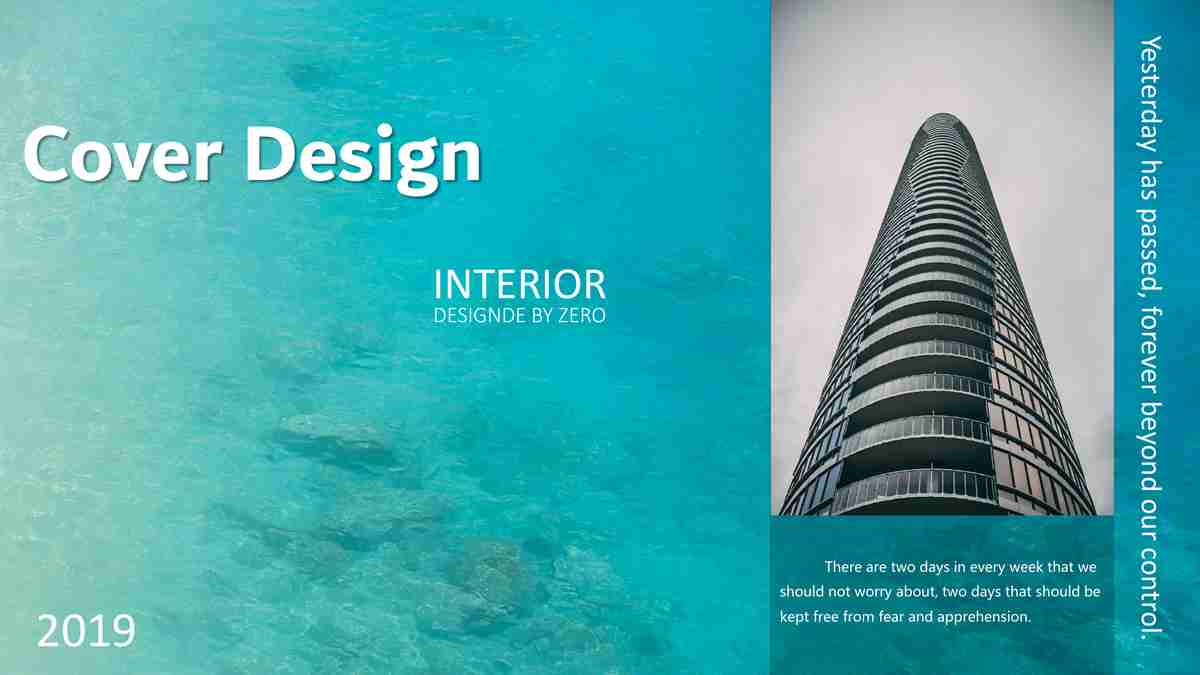 Cover Design
INTERIOR
DESIGNDE BY ZERO
2019
There are two days in every week that we
should not worry about, two days that should be
kept free from fear and apprehension.
Yesterday has passed, forever beyond our control.